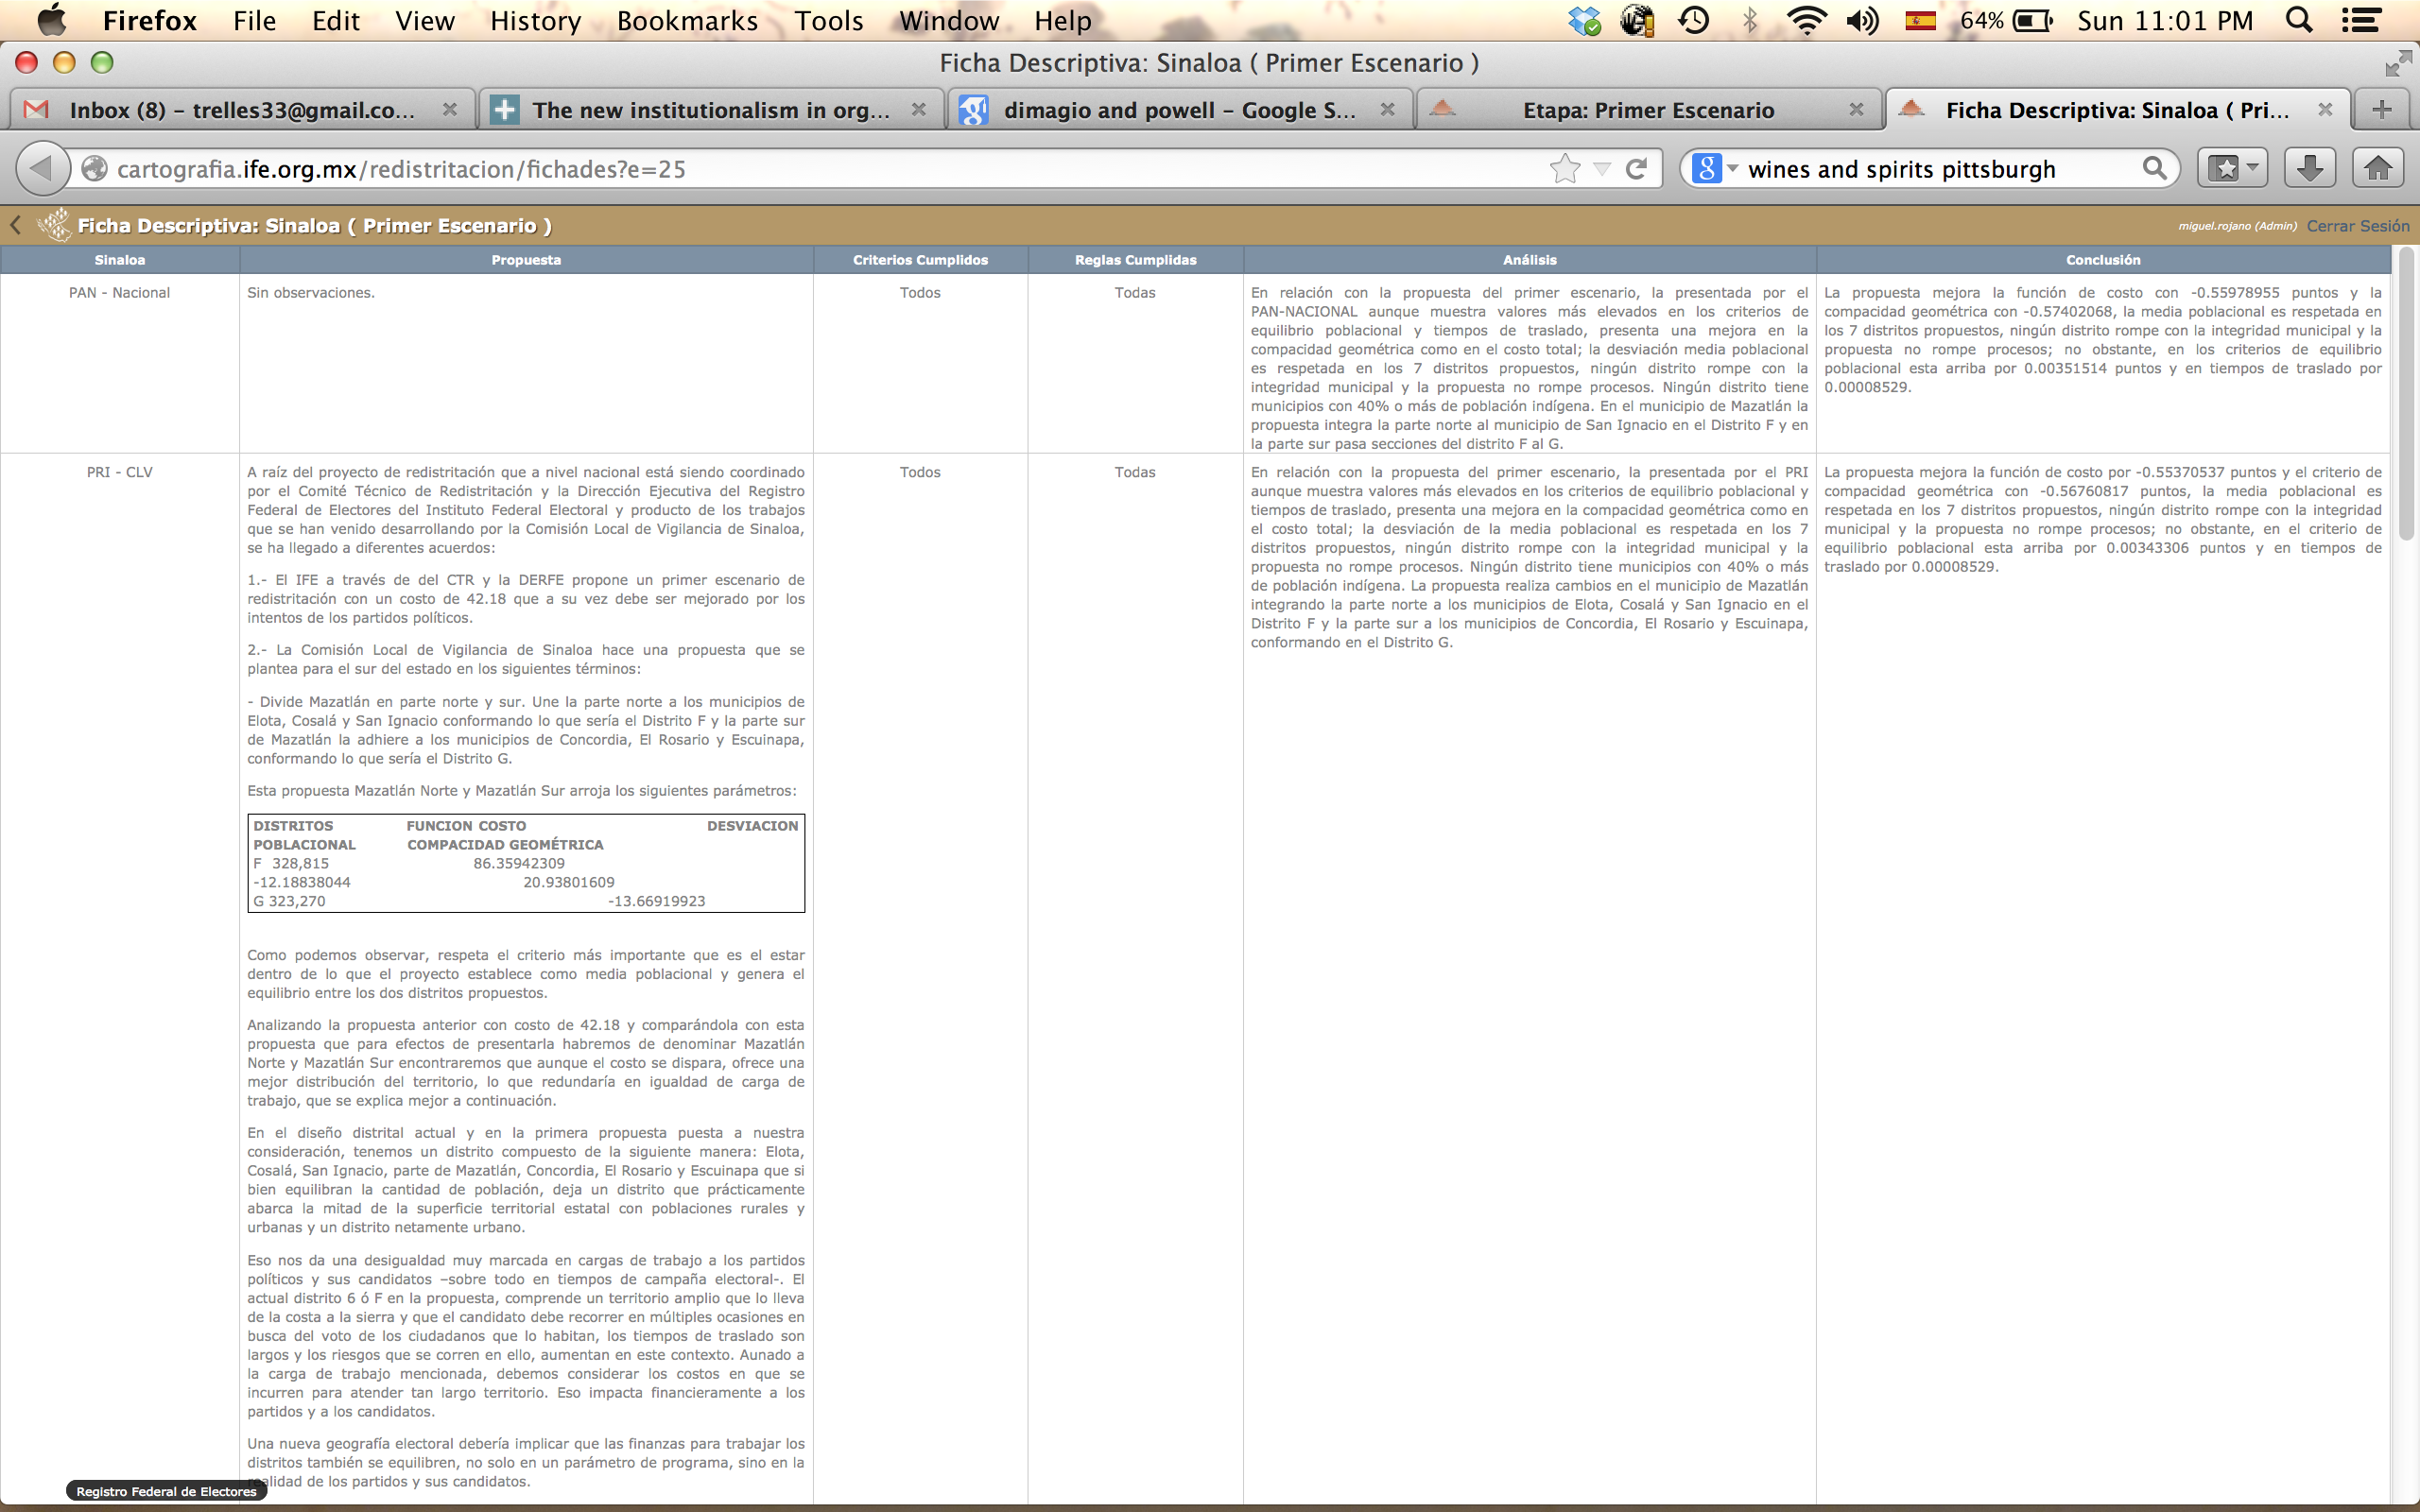 Firefox File Edit View History Bookmarks Tools Window Help 64% Sun 11:01 PM
Ficha Descriptiva: Sinaloa ( Primer Escenario )
Inbox (8) – trelles33@gmail.co... The new institutionalism in org... dimagio and powell – Google S... Etapa: Primer Escenario Ficha Descriptiva: Sinaloa ( Pri...
cartografia.ife.org.mx/redistritacion/fichades?e=25 wines and spirits pittsburgh
Ficha Descriptiva: Sinaloa ( Primer Escenario ) miguel.rojano (Admin) Cerrar Sesión
Sinaloa Propuesta Criterios Cumplidos Reglas Cumplidas Análisis Conclusión
PAN - Nacional
Sin observaciones.
Todos
Todas
En relación con la propuesta del primer escenario, la presentada por el
PAN-NACIONAL aunque muestra valores más elevados en los criterios de
equilibrio poblacional y tiempos de traslado, presenta una mejora en la
compacidad geométrica como en el costo total; la desviación media poblacional
es respetada en los 7 distritos propuestos, ningún distrito rompe con la
integridad municipal y la propuesta no rompe procesos. Ningún distrito tiene
municipios con 40% o más de población indígena. En el municipio de Mazatlán la
propuesta integra la parte norte al municipio de San Ignacio en el Distrito F y en
la parte sur pasa secciones del distrito F al G.
La propuesta mejora la función de costo con -0.55978955 puntos y la
compacidad geométrica con -0.57402068, la media poblacional es respetada en
los 7 distritos propuestos, ningún distrito rompe con la integridad municipal y la
propuesta no rompe procesos; no obstante, en los criterios de equilibrio
poblacional esta arriba por 0.00351514 puntos y en tiempos de traslado por
0.00008529.
PRI - CLV
A raíz del proyecto de redistritación que a nivel nacional está siendo coordinado
por el Comité Técnico de Redistritación y la Dirección Ejecutiva del Registro
Federal de Electores del Instituto Federal Electoral y producto de los trabajos
que se han venido desarrollando por la Comisión Local de Vigilancia de Sinaloa,
se ha llegado a diferentes acuerdos:
1.- El IFE a través de del CTR y la DERFE propone un primer escenario de
redistritación con un costo de 42.18 que a su vez debe ser mejorado por los
intentos de los partidos políticos.
2.- La Comisión Local de Vigilancia de Sinaloa hace una propuesta que se
plantea para el sur del estado en los siguientes términos:
- Divide Mazatlán en parte norte y sur. Une la parte norte a los municipios de
Elota, Cosalá y San Ignacio conformando lo que sería el Distrito F y la parte sur
de Mazatlán la adhiere a los municipios de Concordia, El Rosario y Escuinapa,
conformando lo que sería el Distrito G.
Esta propuesta Mazatlán Norte y Mazatlán Sur arroja los siguientes parámetros:
DISTRITOS FUNCION COSTO DESVIACION
POBLACIONAL COMPACIDAD GEOMÉTRICA
F 328,815 86.35942309
-12.18838044 20.93801609
G 323,270 -13.66919923
Como podemos observar, respeta el criterio más importante que es el estar
dentro de lo que el proyecto establece como media poblacional y genera el
equilibrio entre los dos distritos propuestos.
Analizando la propuesta anterior con costo de 42.18 y comparándola con esta
propuesta que para efectos de presentarla habremos de denominar Mazatlán
Norte y Mazatlán Sur encontraremos que aunque el costo se dispara, ofrece una
mejor distribución del territorio, lo que redundaría en igualdad de carga de
trabajo, que se explica mejor a continuación.
En el diseño distrital actual y en la primera propuesta puesta a nuestra
consideración, tenemos un distrito compuesto de la siguiente manera: Elota,
Cosalá, San Ignacio, parte de Mazatlán, Concordia, El Rosario y Escuinapa que si
bien equilibran la cantidad de población, deja un distrito que prácticamente
abarca la mitad de la superficie territorial estatal con poblaciones rurales y
urbanas y un distrito netamente urbano.
Eso nos da una desigualdad muy marcada en cargas de trabajo a los partidos
políticos y sus candidatos –sobre todo en tiempos de campaña electoral-. El
actual distrito 6 ó F en la propuesta, comprende un territorio amplio que lo lleva
de la costa a la sierra y que el candidato debe recorrer en múltiples ocasiones en
busca del voto de los ciudadanos que lo habitan, los tiempos de traslado son
largos y los riesgos que se corren en ello, aumentan en este contexto. Aunado a
la carga de trabajo mencionada, debemos considerar los costos en que se
incurren para atender tan largo territorio. Eso impacta financieramente a los
partidos y a los candidatos.
Una nueva geografía electoral debería implicar que las finanzas para trabajar los
distritos también se equilibren, no solo en un parámetro de programa, sino en la
realidad de los partidos y sus candidatos.
Todos
Todas
En relación con la propuesta del primer escenario, la presentada por el PRI
aunque muestra valores más elevados en los criterios de equilibrio poblacional y
tiempos de traslado, presenta una mejora en la compacidad geométrica como en
el costo total; la desviación de la media poblacional es respetada en los 7
distritos propuestos, ningún distrito rompe con la integridad municipal y la
propuesta no rompe procesos. Ningún distrito tiene municipios con 40% o más
de población indígena. La propuesta realiza cambios en el municipio de Mazatlán
integrando la parte norte a los municipios de Elota, Cosalá y San Ignacio en el
Distrito F y la parte sur a los municipios de Concordia, El Rosario y Escuinapa,
conformando en el Distrito G.
La propuesta mejora la función de costo por -0.55370537 puntos y el criterio de
compacidad geométrica con -0.56760817 puntos, la media poblacional es
respetada en los 7 distritos propuestos, ningún distrito rompe con la integridad
municipal y la propuesta no rompe procesos; no obstante, en el criterio de
equilibrio poblacional esta arriba por 0.00343306 puntos y en tiempos de
traslado por 0.00008529.
Registro Federal de Electores